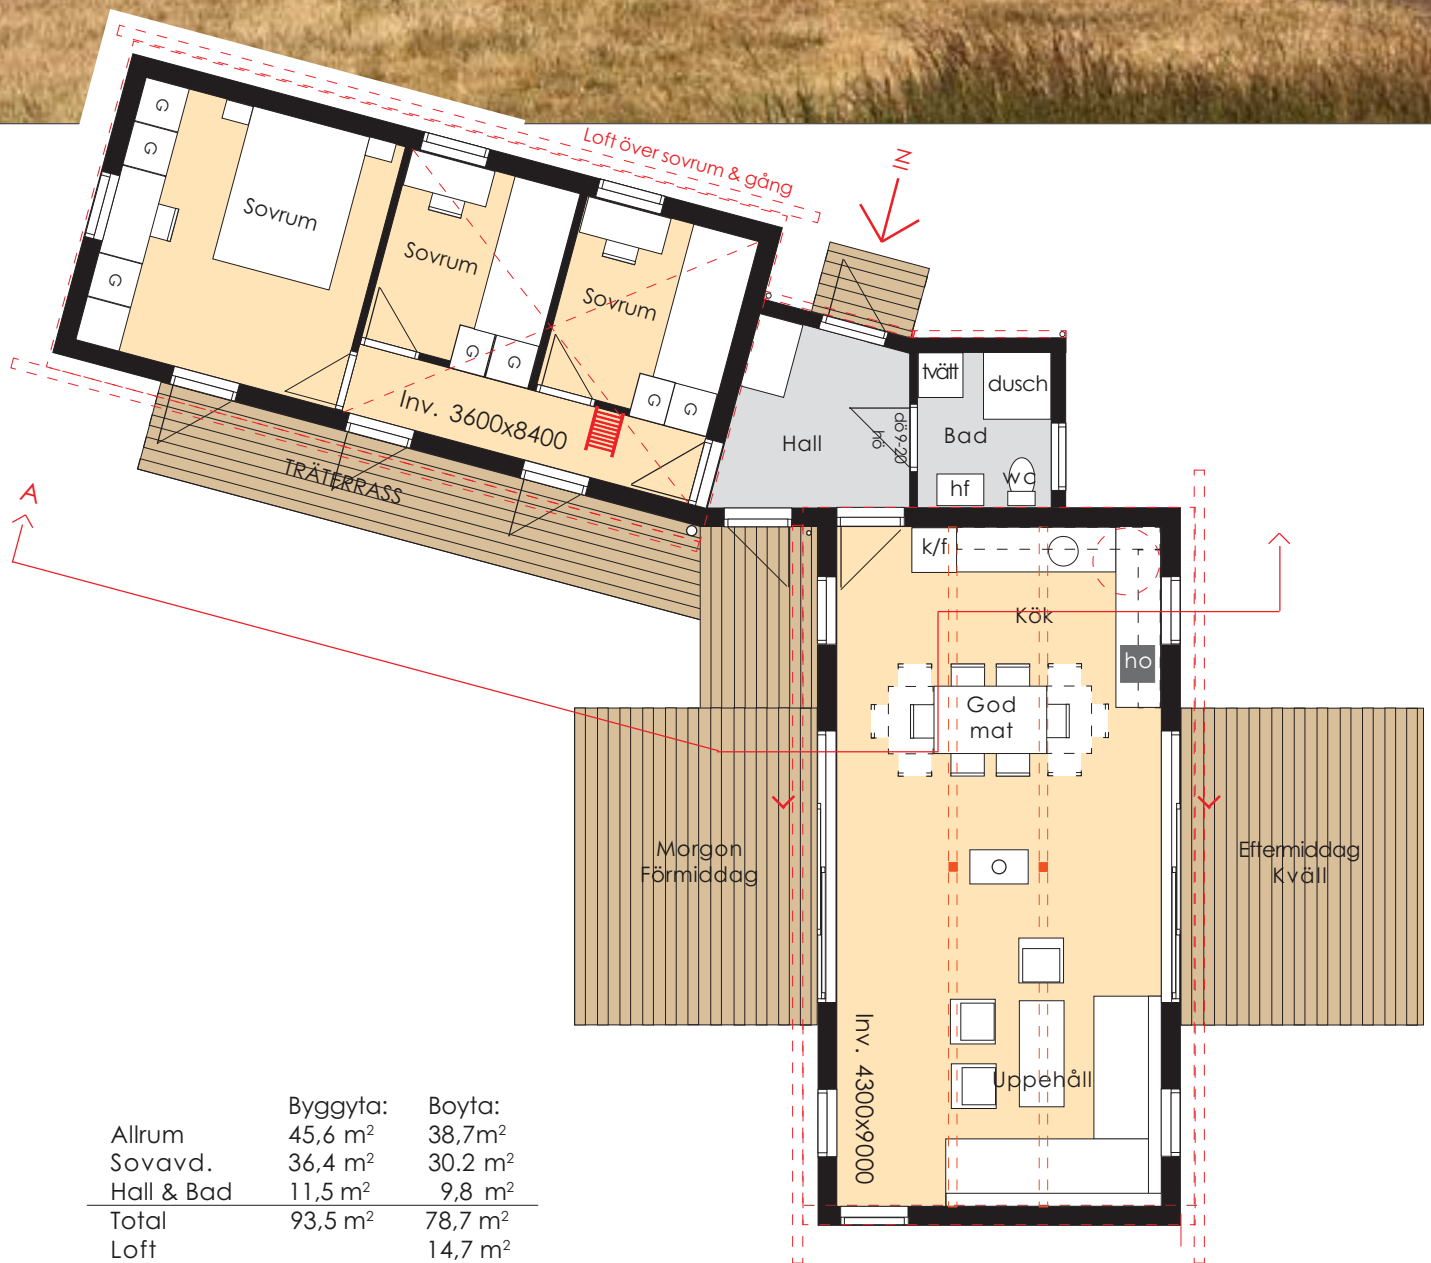 Loft över sovrum & gång
N
G
G
G
Sovrum
Sovrum
Sovrum
G
G
G
G
Inv. 3600x8400
TRÄTERRASS
Hall
dö 9-20
hö
tvätt
dusch
Bad
hf
wc
A
k/f
Kök
ho
God
mat
Morgon
Förmiddag
Eftermiddag
Kväll
Uppehåll
Inv. 4300x9000
Byggyta: Boyta:
Allrum 45,6 m² 38,7m²
Sovavd. 36,4 m² 30.2 m²
Hall & Bad 11,5 m² 9,8 m²
Total 93,5 m² 78,7 m²
Loft 14,7 m²